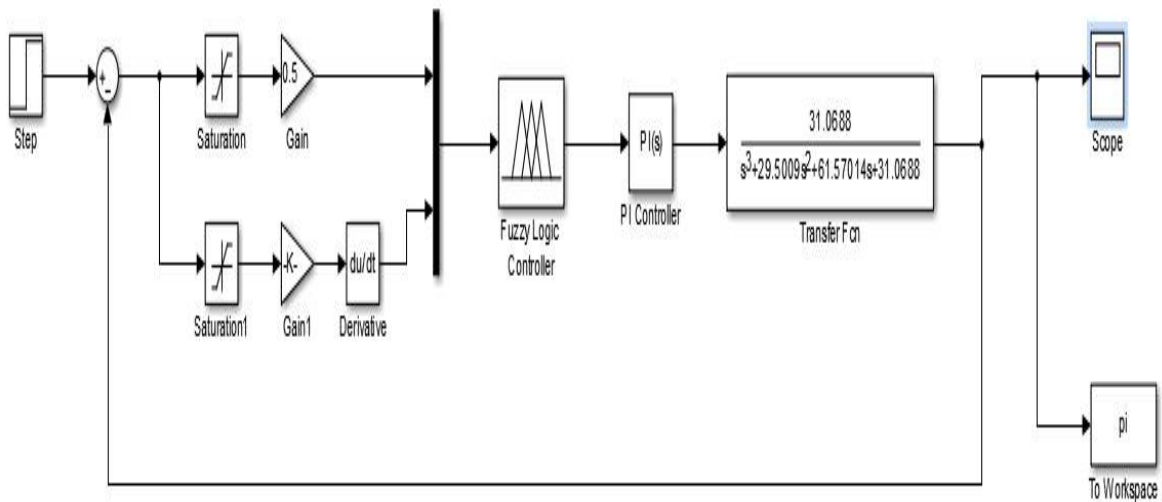 +
-
0.5
Step
Saturation
Gain
31.0688
s3+29.5009s2+61.57014s+31.0688
PI(s)
Scope
PI Controller
Transfer Fcn
Fuzzy Logic
Controller
-K-
du/dt
Saturation1
Gain1
Derivative
pi
To Workspace